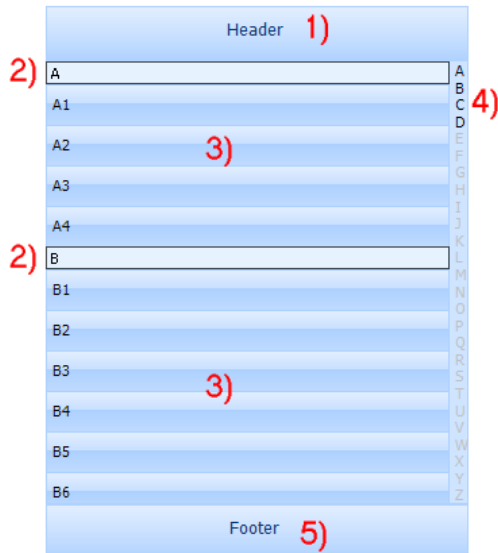 Header 1)
2) A
A1
A2 3)
A3
A4
2) B
B1
B2
B3
3)
B4
B5
B6
A
B
C 4)
D
E
F
G
H
I
J
K
L
M
N
O
P
Q
R
S
T
U
V
W
X
Y
Z
Footer 5)